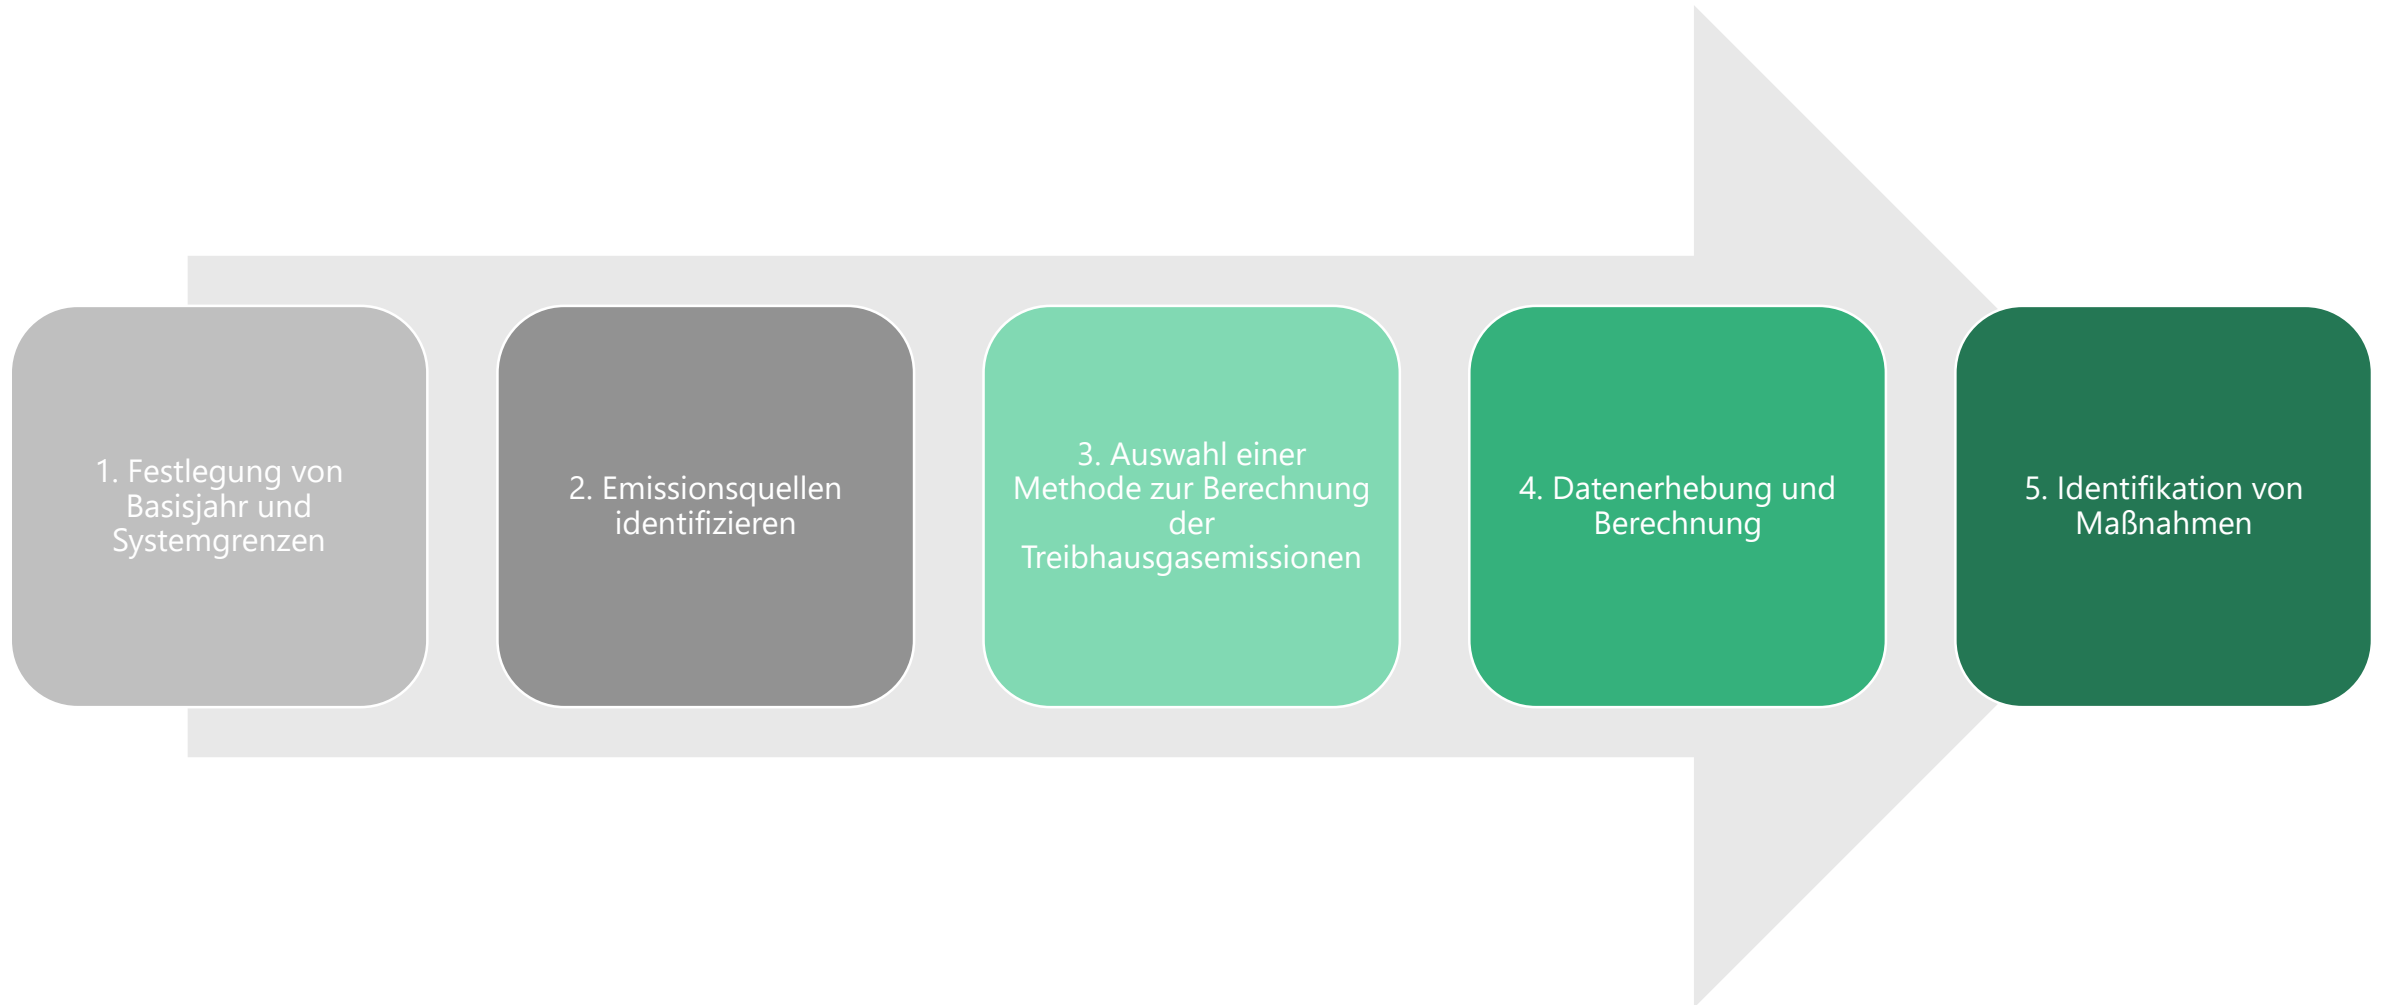 1. Festlegung von
Basisjahr und
Systemgrenzen
2. Emissionsquellen
identifizieren
3. Auswahl einer
Methode zur Berechnung
der
Treibhausgasemissionen
4. Datenerhebung und
Berechnung
5. Identifikation von
Maßnahmen